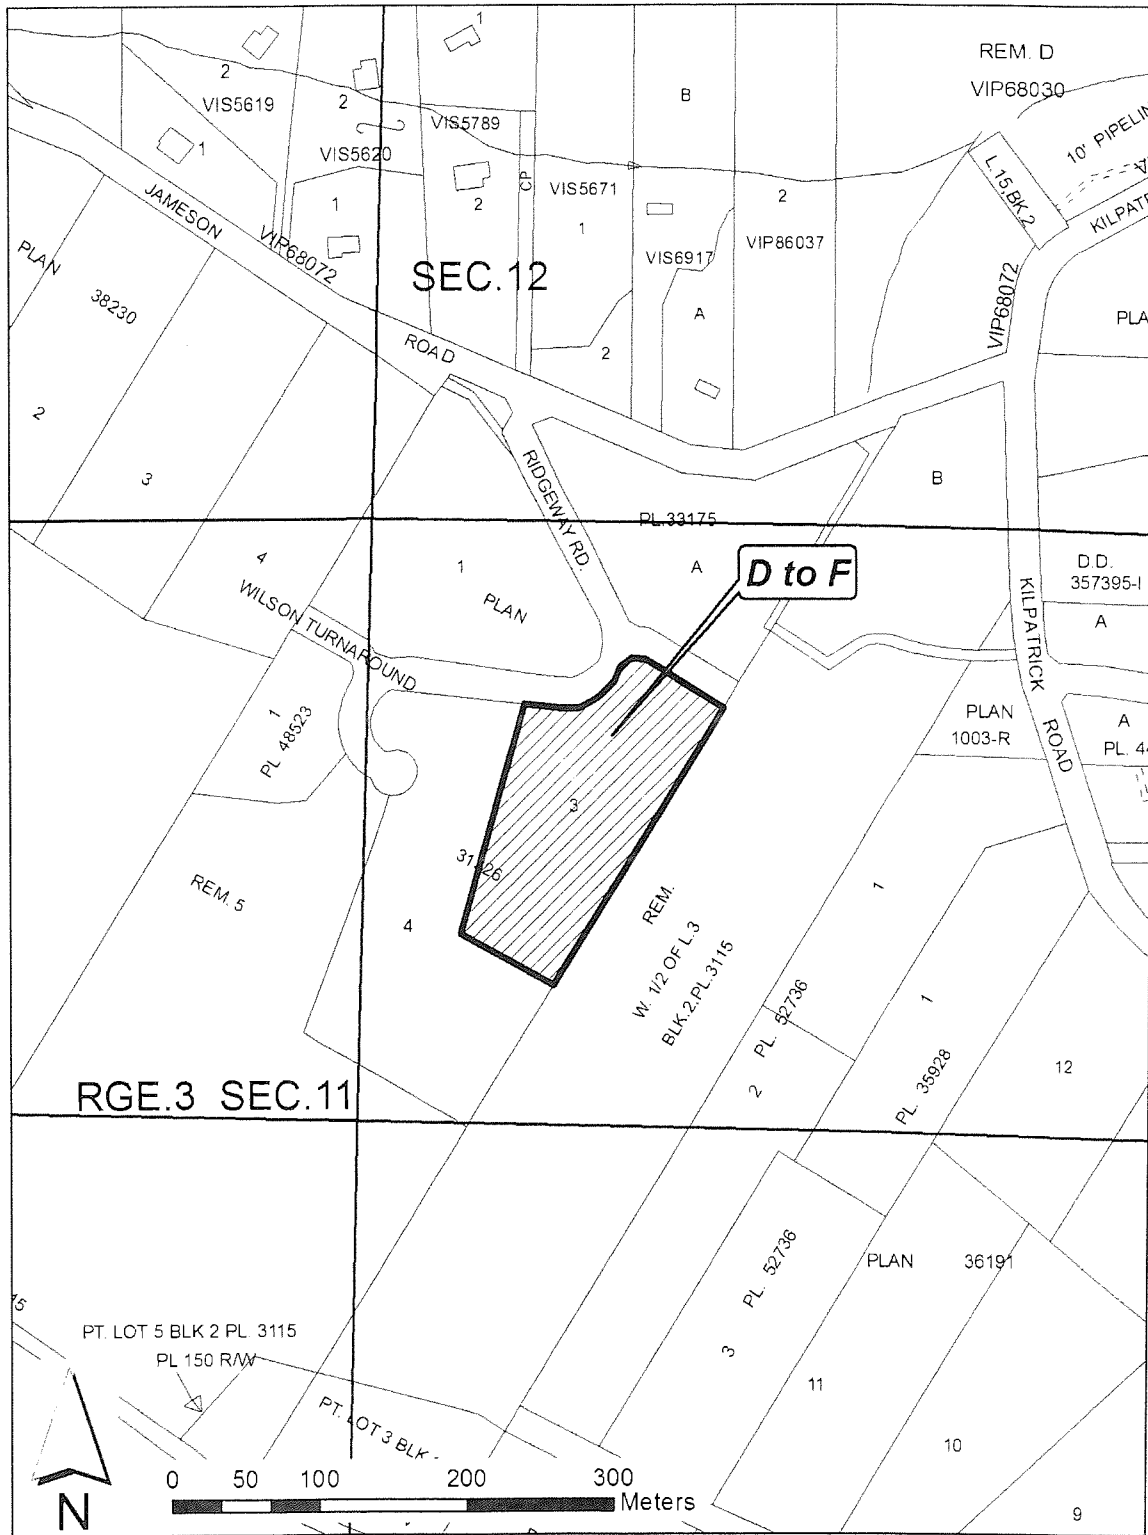 1
REM. D
VIP68030
2
VIS5619
2
B
10' PIPELIN
VIS5789
1
VIS5620
CP
VIS5671
L.15,BK.2
KILPATR
JAMESON
1
2
1
2
VIP68072
VIS6917
VIP86037
PLAN
SEC.12
VIP68072
38230
A
PLA
ROAD
2
2
3
RIDGEWAY RD.
B
PL.33175
4
1
A
D to F
D.D.
357395-I
WILSON TURNAROUND
PLAN
KILPATRICK
A
1
PL. 48523
PLAN
1003-R
ROAD
A
PL. 4
3
REM. 5
4
REM.
W. 1/2 OF L.3
BLK.2,PL.3115
1
PL. 52736
1
PL. 35928
12
RGE.3 SEC.11
2
PL. 52736
PLAN 36191
15
PT. LOT 5 BLK 2 PL. 3115
PL 150 R/W
3
11
PT. LOT 3 BLK
10
0 50 100 200 300
Meters
N
9